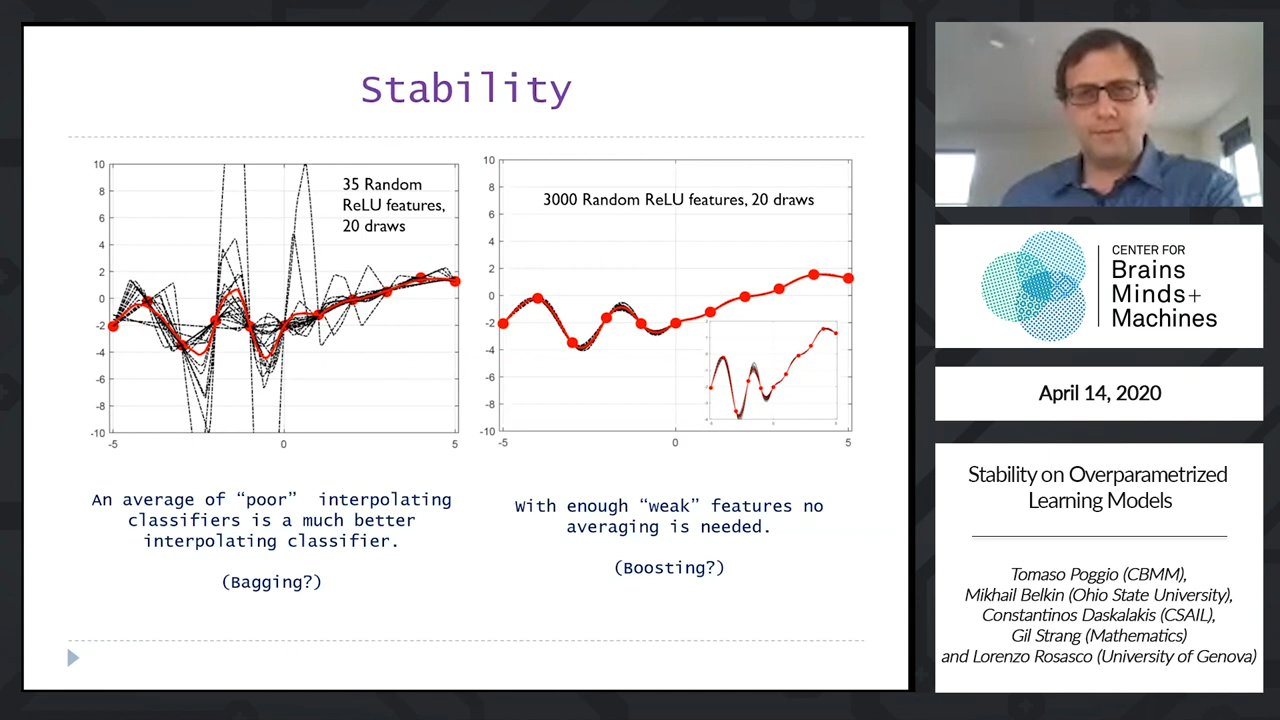 Stability
10
8
6
4
2
0
-2
-4
-6
-8
-10
-5
0
5
35 Random
ReLU features,
20 draws
10
8
6
4
2
0
-2
-4
-6
-8
-10
-5
0
5
3000 Random ReLU features, 20 draws
An average of “poor” interpolating
classifiers is a much better
interpolating classifier.
(Bagging?)
With enough “weak” features no
averaging is needed.
(Boosting?)
CENTER FOR
Brains
Minds+
Machines
April 14, 2020
Stability on Overparametrized
Learning Models
Tomaso Poggio (CBMM),
Mikhail Belkin (Ohio State University),
Constantinos Daskalakis (CSAIL),
Gil Strang (Mathematics)
and Lorenzo Rosasco (University of Genova)